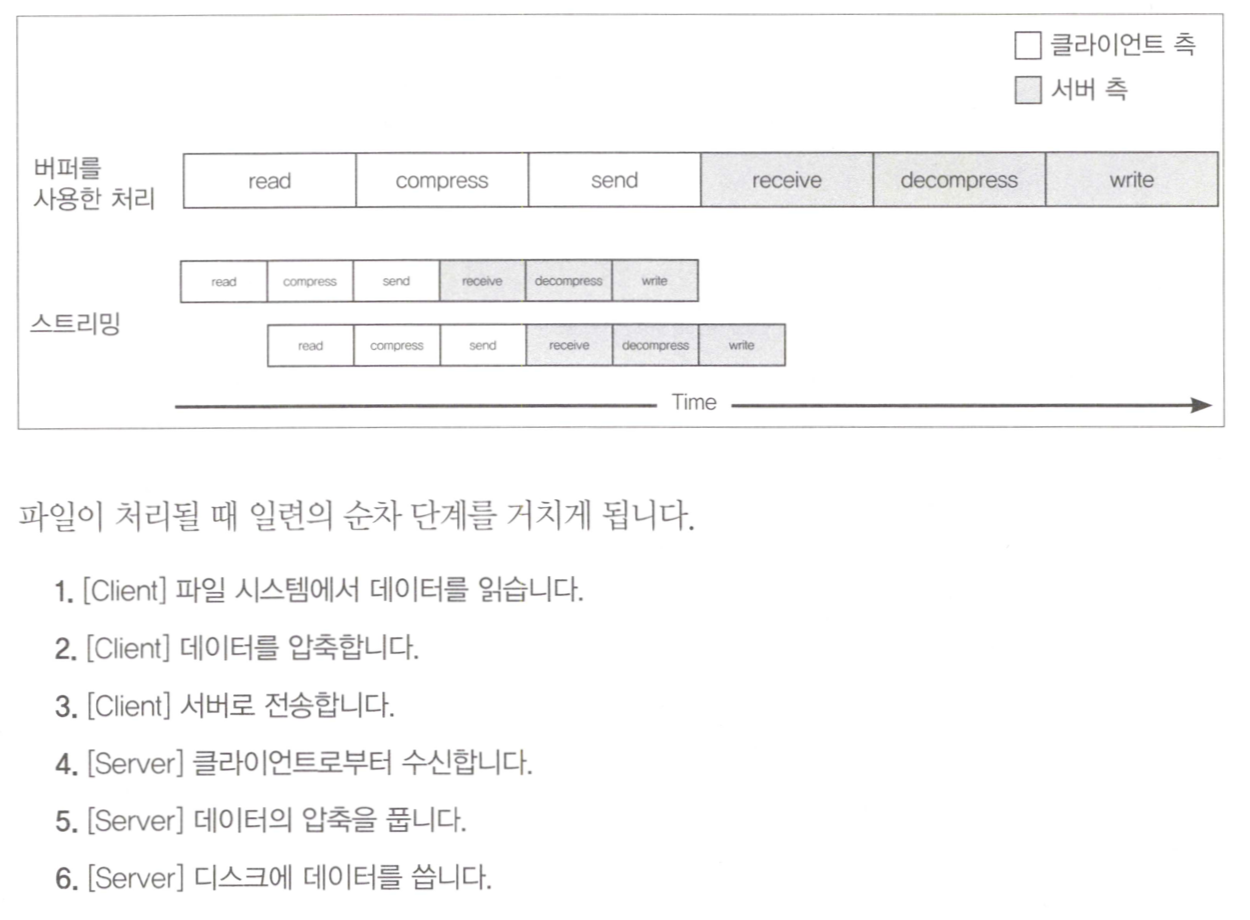 클라이언트 측
서버 측
버퍼를
사용한 처리
read compress send receive decompress write
read compress send receive decompress write
스트리밍
read compress send receive decompress write
Time
파일이 처리될 때 일련의 순차 단계를 거치게 됩니다.
1. [Client] 파일 시스템에서 데이터를 읽습니다.
2. [Client] 데이터를 압축합니다.
3. [Client] 서버로 전송합니다.
4. [Server] 클라이언트로부터 수신합니다.
5. [Server] 데이터의 압축을 풉니다.
6. [Server] 디스크에 데이터를 씁니다.